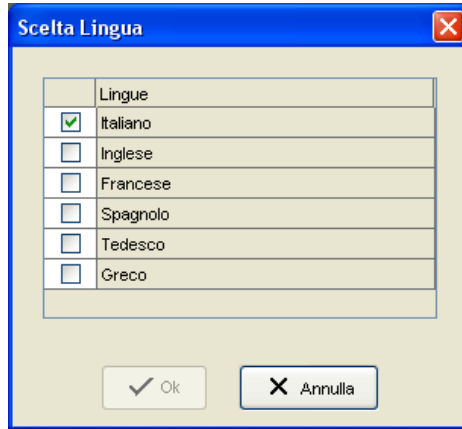 Scelta Lingua
Lingue
Italiano
Inglese
Francese
Spagnolo
Tedesco
Greco
Ok
Annulla